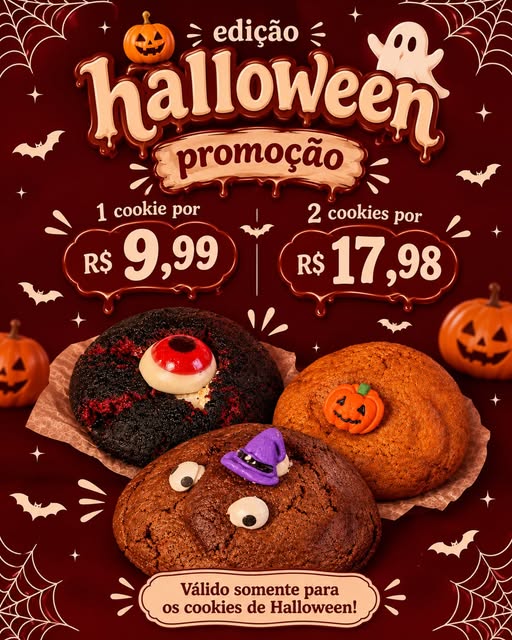 edição
halloween
promoção
1 cookie por
R$ 9,99
2 cookies por
R$ 17,98
Válido somente para
os cookies de Halloween!